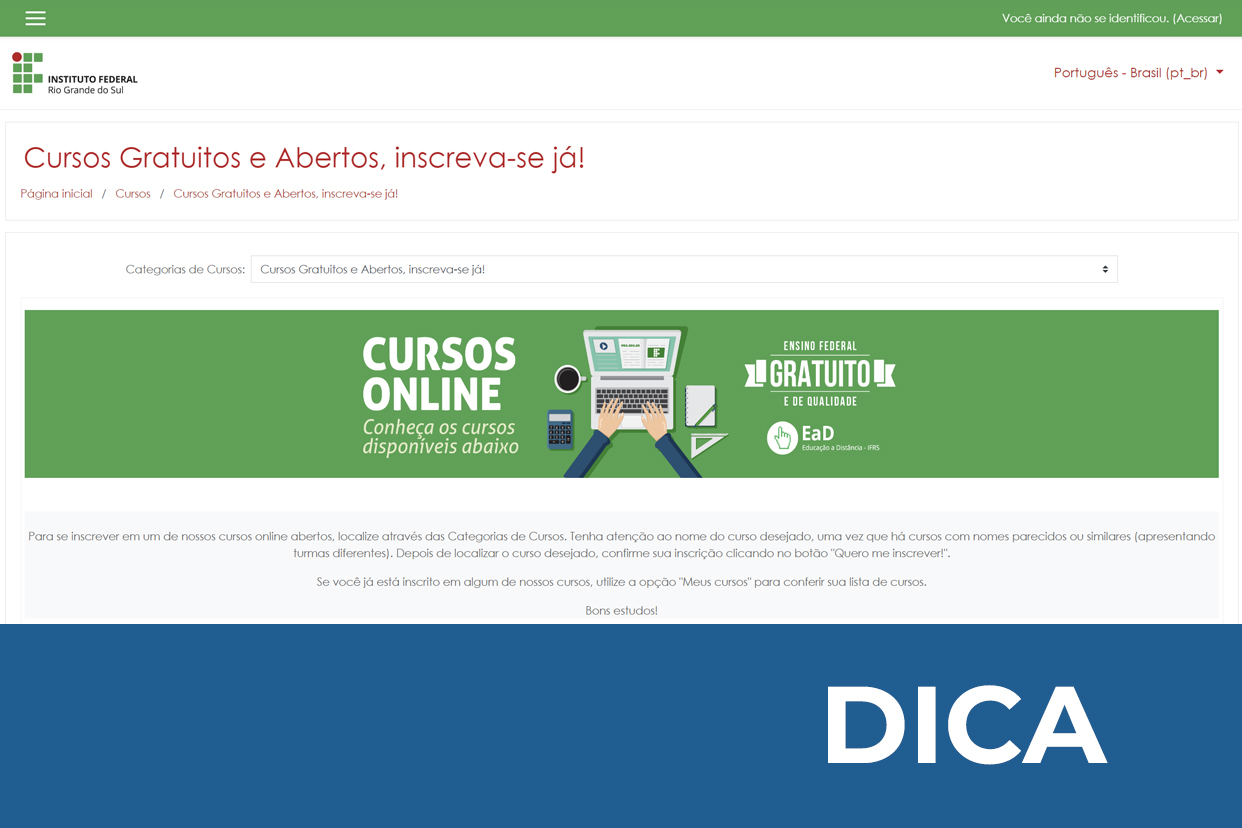 Você ainda não se identificou. (Acessar)
INSTITUTO FEDERAL
Rio Grande do Sul
Português - Brasil (pt_br)
Cursos Gratuitos e Abertos, inscreva-se já!
Página inicial / Cursos / Cursos Gratuitos e Abertos, inscreva-se já!
Categorias de Cursos: Cursos Gratuitos e Abertos, inscreva-se já!
CURSOS
ONLINE
Conheça os cursos
disponíveis abaixo
ENSINO FEDERAL
GRATUITO
E DE QUALIDADE
EaD
Educação a Distância - IFRS
Para se inscrever em um de nossos cursos online abertos, localize através das Categorias de Cursos. Tenha atenção ao nome do curso desejado, uma vez que há cursos com nomes parecidos ou similares (apresentando
turmas diferentes). Depois de localizar o curso desejado, confirme sua inscrição clicando no botão "Quero me inscrever!".
Se você já está inscrito em algum de nossos cursos, utilize a opção "Meus cursos" para conferir sua lista de cursos.
Bons estudos!
DICA